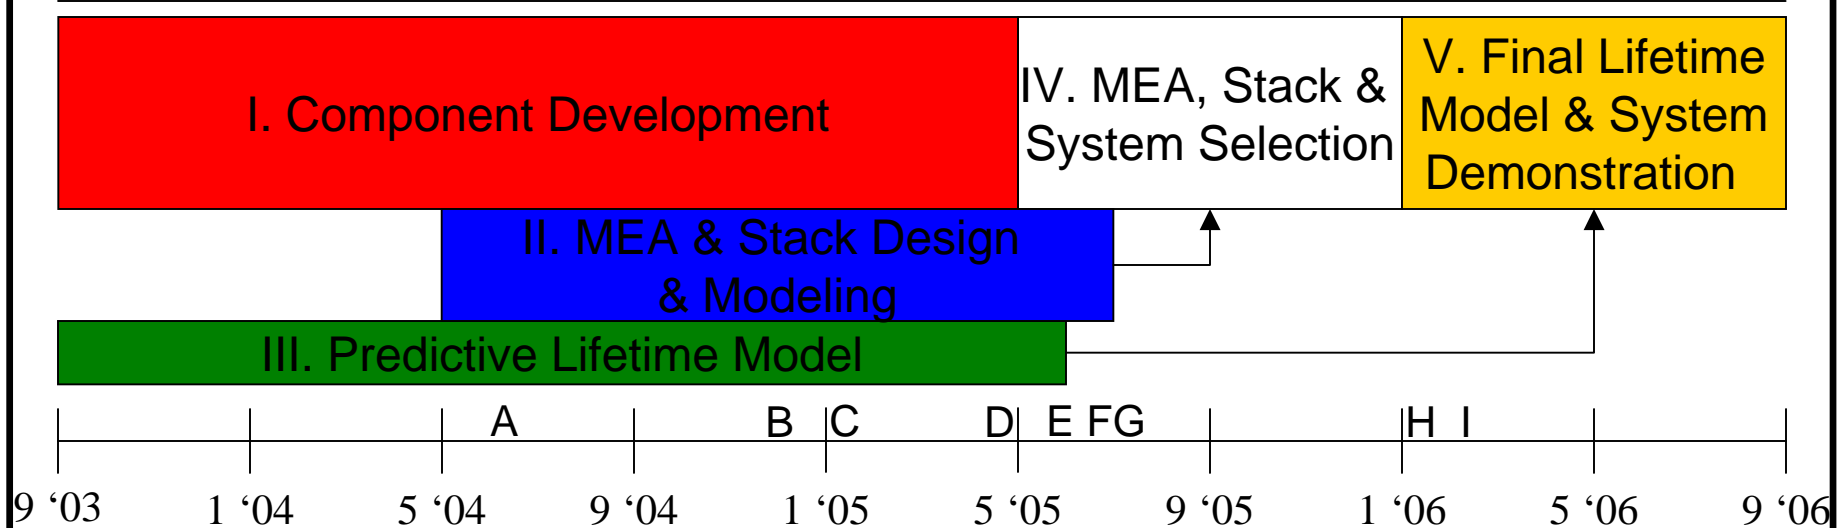 I. Component Development
IV. MEA, Stack &
System Selection
V. Final Lifetime
Model & System
Demonstration
II. MEA & Stack Design
& Modeling
III. Predictive Lifetime Model
A B C D E FG H I
9 ‘03 1 ‘04 5 ‘04 9 ‘04 1 ‘05 5 ‘05 9 ‘05 1 ‘06 5 ‘06 9 ‘06